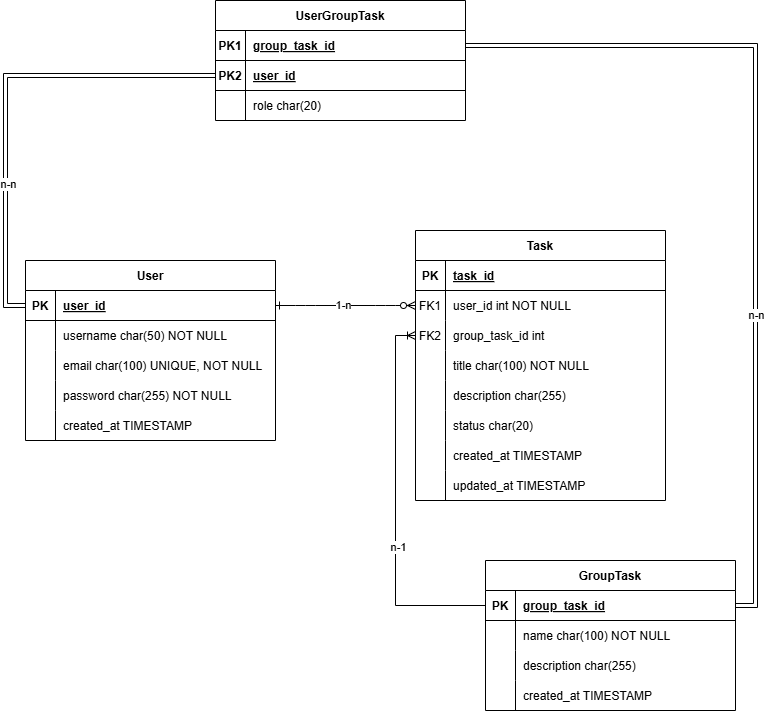 UserGroupTask
PK1 group_task_id
PK2 user_id
role char(20)
n-n
User
PK user_id
username char(50) NOT NULL
email char(100) UNIQUE, NOT NULL
password char(255) NOT NULL
created_at TIMESTAMP
1-n
Task
PK task_id
FK1 user_id int NOT NULL
FK2 group_task_id int
title char(100) NOT NULL
description char(255)
status char(20)
created_at TIMESTAMP
updated_at TIMESTAMP
n-n
n-1
GroupTask
PK group_task_id
name char(100) NOT NULL
description char(255)
created_at TIMESTAMP